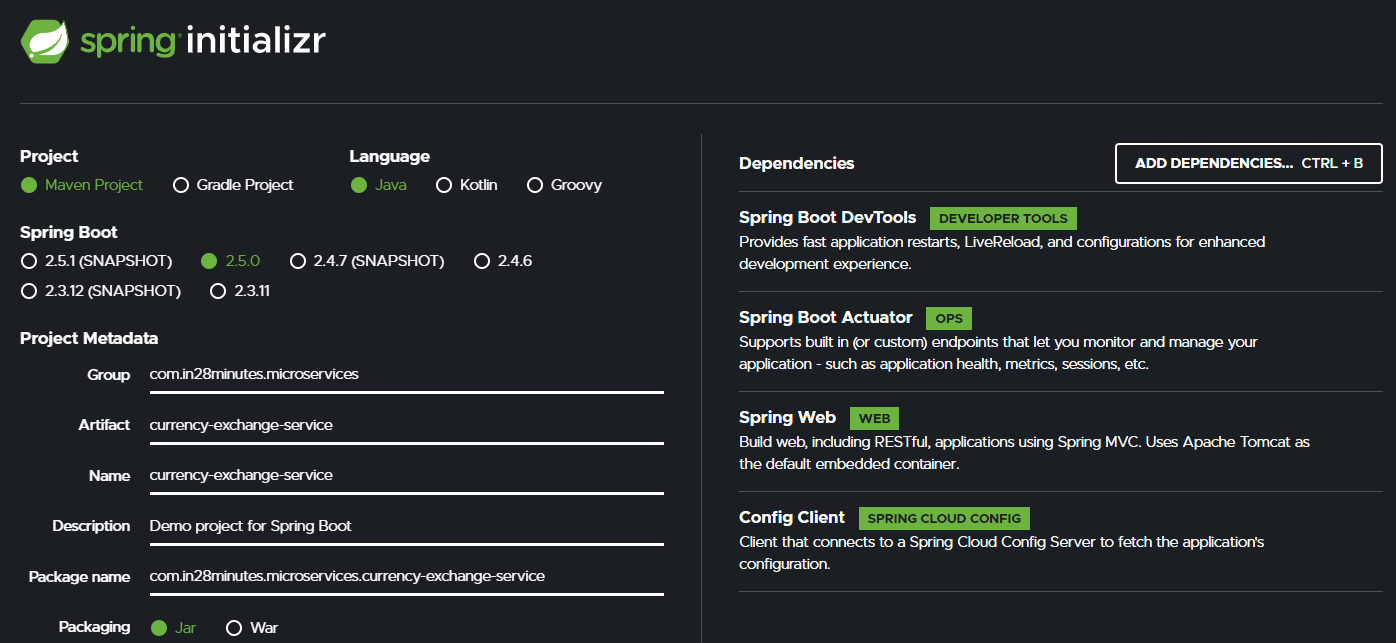 spring initializr
Project
Maven Project Gradle Project
Language
Java Kotlin Groovy
Spring Boot
2.5.1 (SNAPSHOT) 2.5.0 2.4.7 (SNAPSHOT) 2.4.6
2.3.12 (SNAPSHOT) 2.3.11
Project Metadata
Group com.in28minutes.microservices
Artifact currency-exchange-service
Name currency-exchange-service
Description Demo project for Spring Boot
Package name com.in28minutes.microservices.currency-exchange-service
Packaging Jar War
Dependencies ADD DEPENDENCIES... CTRL + B
Spring Boot DevTools DEVELOPER TOOLS
Provides fast application restarts, LiveReload, and configurations for enhanced
development experience.
Spring Boot Actuator OPS
Supports built in (or custom) endpoints that let you monitor and manage your
application - such as application health, metrics, sessions, etc.
Spring Web WEB
Build web, including RESTful, applications using Spring MVC. Uses Apache Tomcat as
the default embedded container.
Config Client SPRING CLOUD CONFIG
Client that connects to a Spring Cloud Config Server to fetch the application's
configuration.